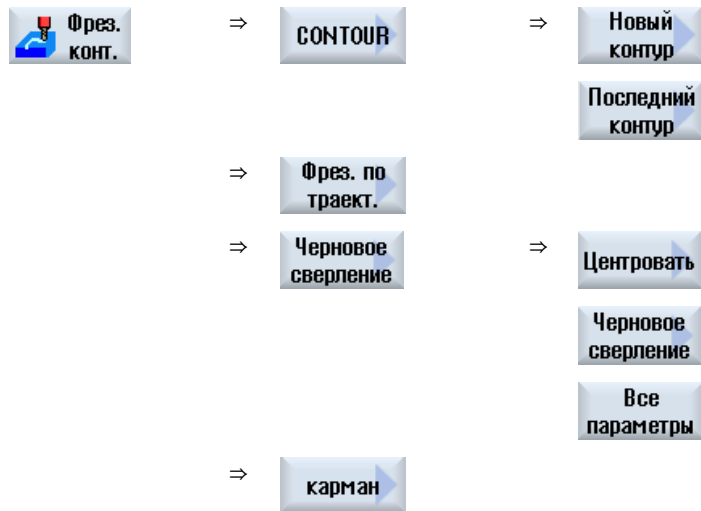 Фрез.
конт.
⇒
CONTOUR
⇒
Новый
контур
Последний
контур
⇒
Фрез. по
траект.
⇒
Черновое
сверление
⇒
Центровать
Черновое
сверление
Все
параметры
⇒
карман